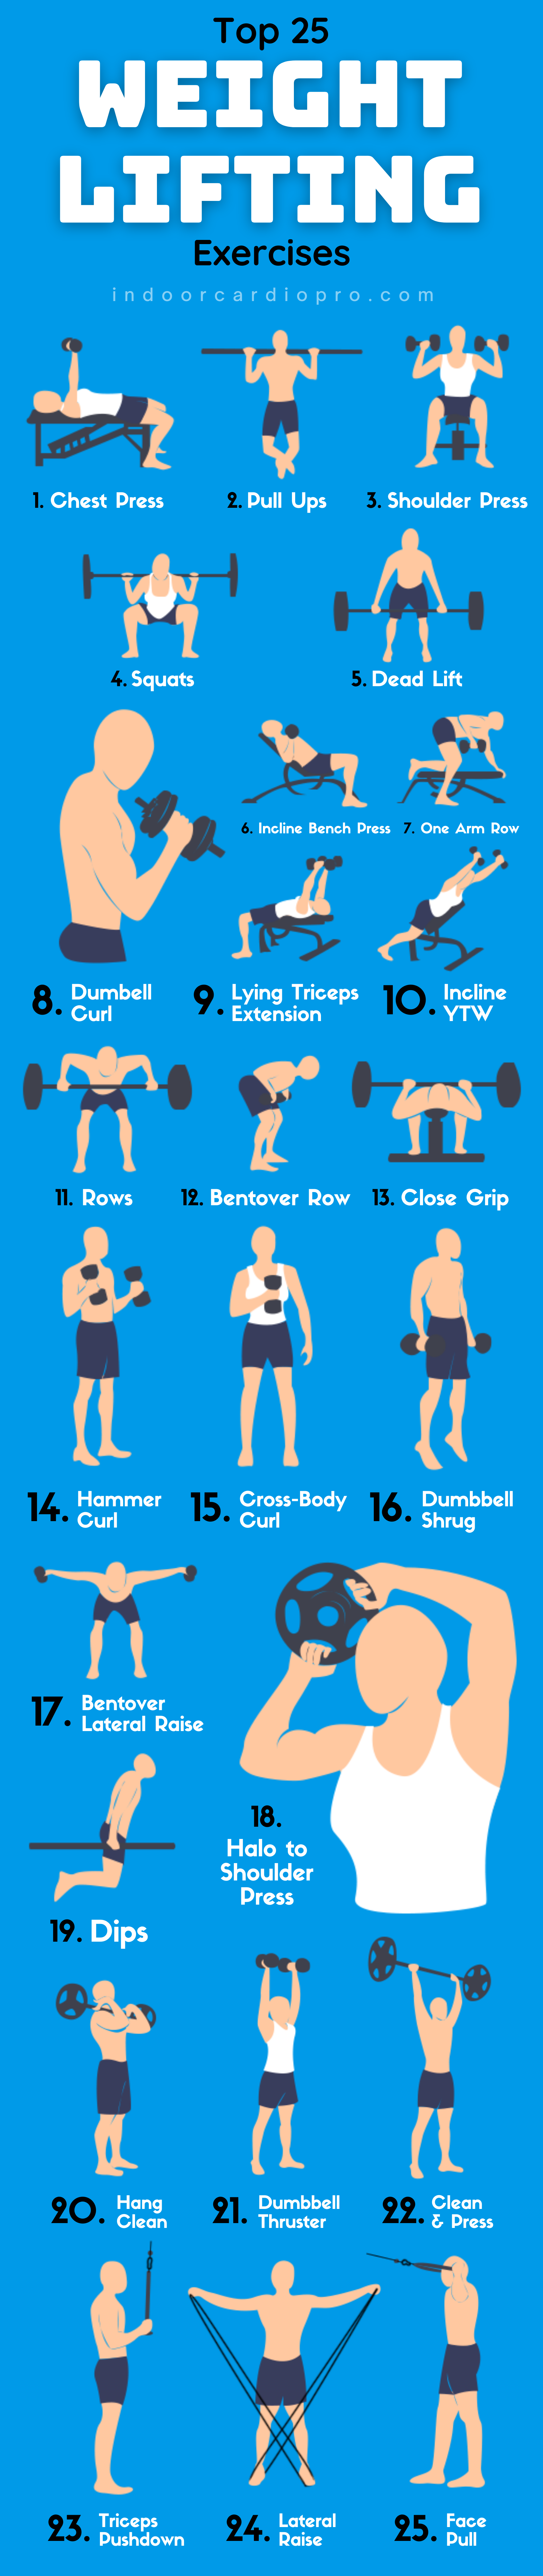 Top 25
WEIGHT
LIFTING
Exercises
indoorcardiopro.com
1. Chest Press
2. Pull Ups
3. Shoulder Press
4. Squats
5. Dead Lift
6. Incline Bench Press
7. One Arm Row
8. Dumbell
Curl
9. Lying Triceps
Extension
10. Incline
YTW
11. Rows
12. Bentover Row
13. Close Grip
14. Hammer
Curl
15. Cross-Body
Curl
16. Dumbbell
Shrug
17. Bentover
Lateral Raise
18.
Halo to
Shoulder
Press
19. Dips
20. Hang
Clean
21. Dumbbell
Thruster
22. Clean
& Press
23. Triceps
Pushdown
24. Lateral
Raise
25. Face
Pull